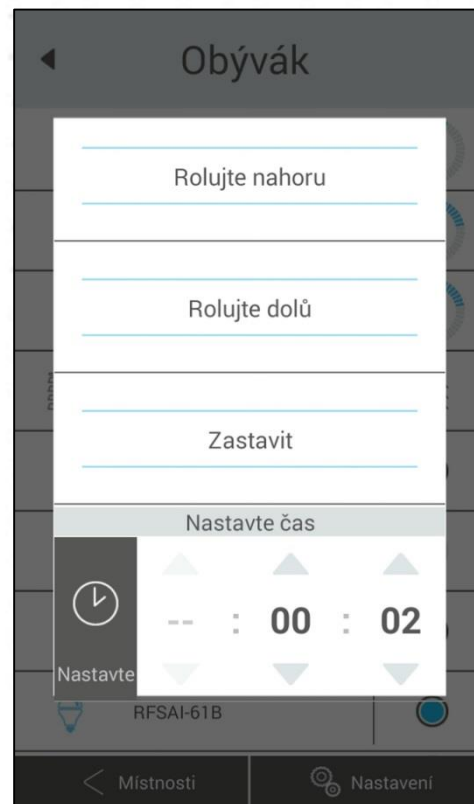 Obývák
Rolujte nahoru
Rolujte dolů
Zastavit
Nastavte čas
-- : 00 : 02
Nastavte
RFSAI-61B
Místnosti
Nastavení